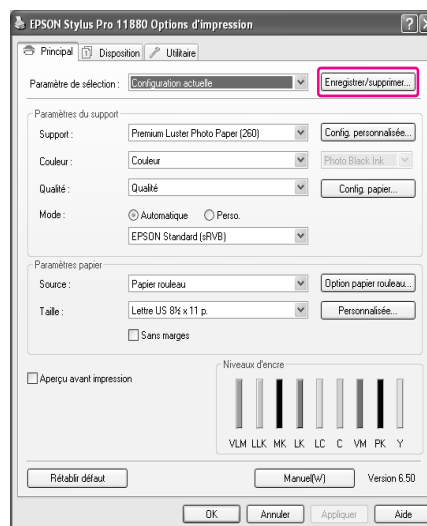 EPSON Stylus Pro 11880 Options d'impression
Principal Disposition Utilitaire
Paramètre de sélection : Configuration actuelle Enregistrer/supprimer...
Paramètres du support
Support : Premium Luster Photo Paper (260) Config. personnalisée...
Couleur : Couleur Photo Black Ink
Qualité : Qualité Config. papier...
Mode : Automatique Perso.
EPSON Standard (sRVB)
Paramètres papier
Source : Papier rouleau Option papier rouleau...
Taille : Lettre US 8½ x 11 p. Personnalisée...
Sans marges
Niveaux d'encre
Aperçu avant impression
VLM LLK MK LK LC C VM PK Y
Rétablir défaut Manuel(W) Version 6.50
OK Annuler Appliquer Aide